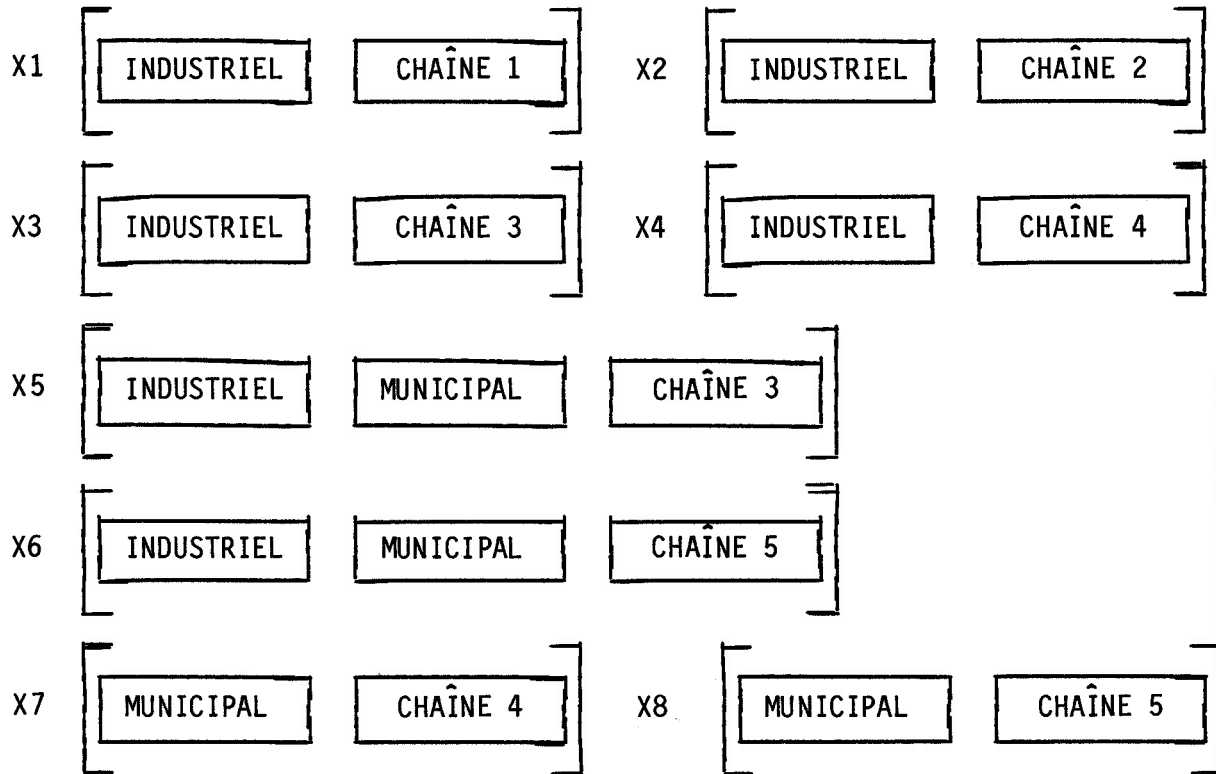 X1 INDUSTRIEL CHAÎNE 1 X2 INDUSTRIEL CHAÎNE 2
X3 INDUSTRIEL CHAÎNE 3 X4 INDUSTRIEL CHAÎNE 4
X5 INDUSTRIEL MUNICIPAL CHAÎNE 3
X6 INDUSTRIEL MUNICIPAL CHAÎNE 5
X7 MUNICIPAL CHAÎNE 4 X8 MUNICIPAL CHAÎNE 5